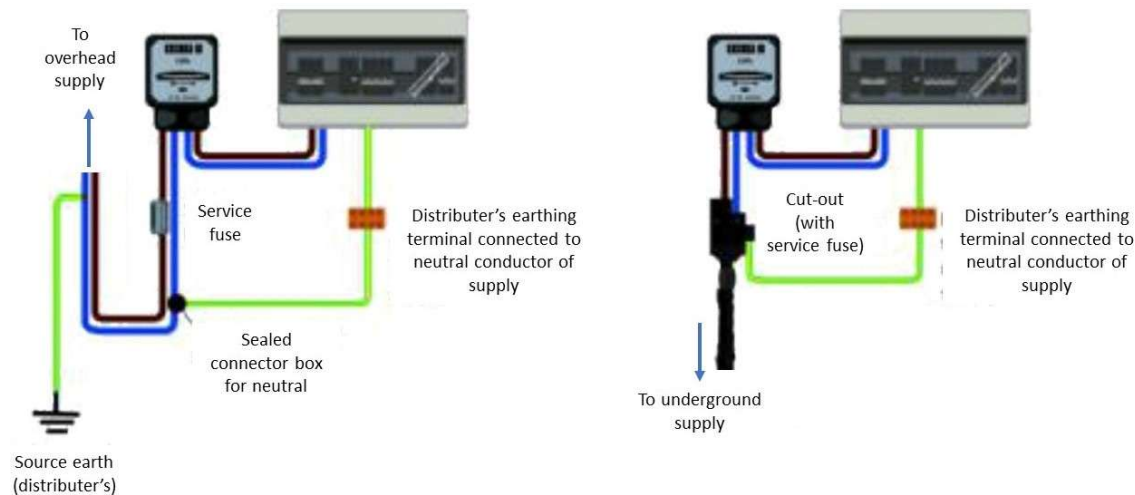 To
overhead
supply
Service
fuse
Distributer's earthing
terminal connected to
neutral conductor of
supply
Sealed
connector box
for neutral
Source earth
(distributer's)
Cut-out
(with
service fuse)
Distributer's earthing
terminal connected to
neutral conductor of
supply
To underground
supply